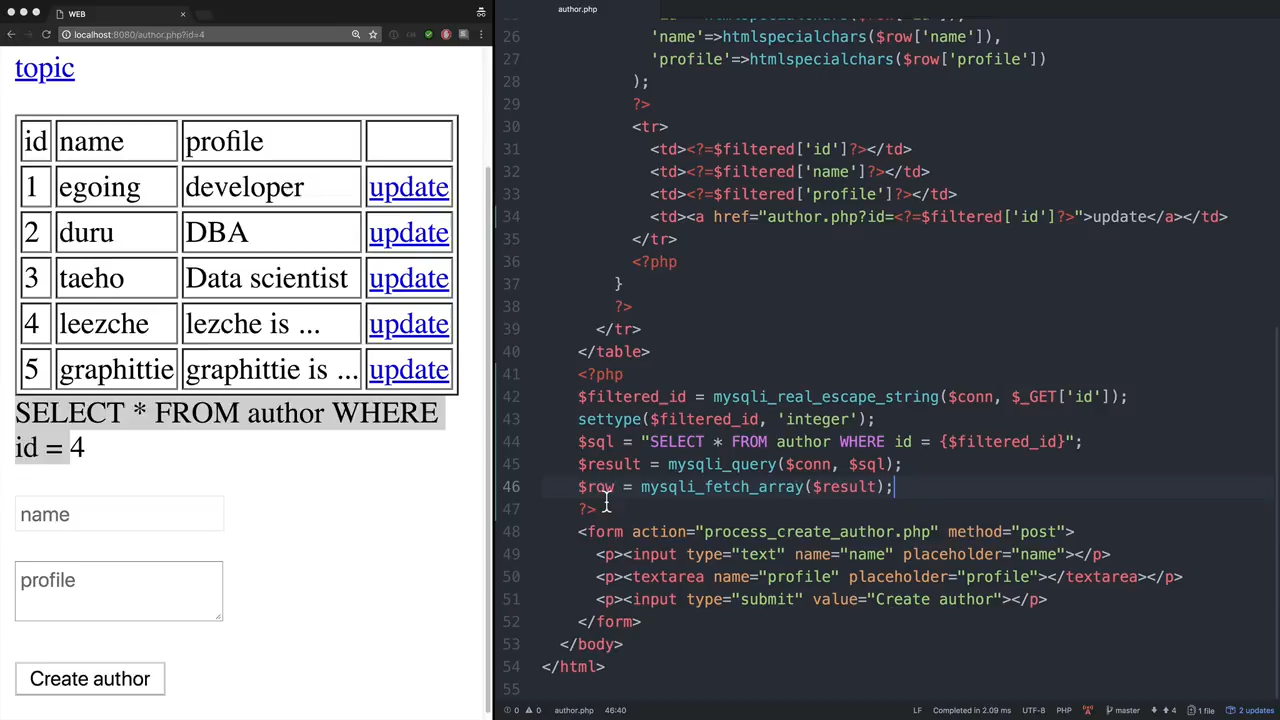 WEB
localhost:8080/author.php?id=4
topic
id name profile
1 egoing developer update
2 duru DBA update
3 taeho Data scientist update
4 leezche lezche is ... update
5 graphittie graphittie is ... update
SELECT * FROM author WHERE
id = 4
name
profile
Create author
author.php
26 'name'=>htmlspecialchars($row['name']),
27 'profile'=>htmlspecialchars($row['profile'])
28 );
29 ?>
30 <tr>
31 <td><?=$filtered['id']?></td>
32 <td><?=$filtered['name']?></td>
33 <td><?=$filtered['profile']?></td>
34 <td><a href="author.php?id=<?=$filtered['id']?>">update</a></td>
35 </tr>
36 <?php
37 }
38 ?>
39 </tr>
40 </table>
41 <?php
42 $filtered_id = mysqli_real_escape_string($conn, $_GET['id']);
43 settype($filtered_id, 'integer');
44 $sql = "SELECT * FROM author WHERE id = {$filtered_id}";
45 $result = mysqli_query($conn, $sql);
46 $row = mysqli_fetch_array($result);
47 ?>
48 <form action="process_create_author.php" method="post">
49 <p><input type="text" name="name" placeholder="name"></p>
50 <p><textarea name="profile" placeholder="profile"></textarea></p>
51 <p><input type="submit" value="Create author"></p>
52 </form>
53 </body>
54 </html>
55
0 0 author.php 46:40 LF Completed in 2.09 ms UTF-8 PHP master 4 1 file 2 updates